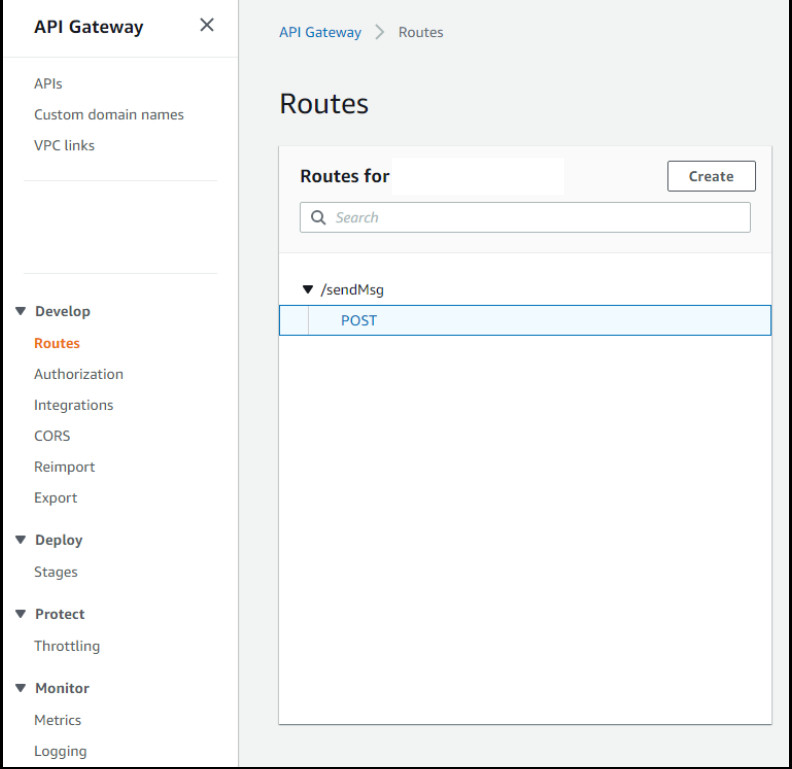 API Gateway
APIs
Custom domain names
VPC links
Develop
Routes
Authorization
Integrations
CORS
Reimport
Export
Deploy
Stages
Protect
Throttling
Monitor
Metrics
Logging
API Gateway > Routes
Routes
Routes for
Create
Search
/sendMsg
POST